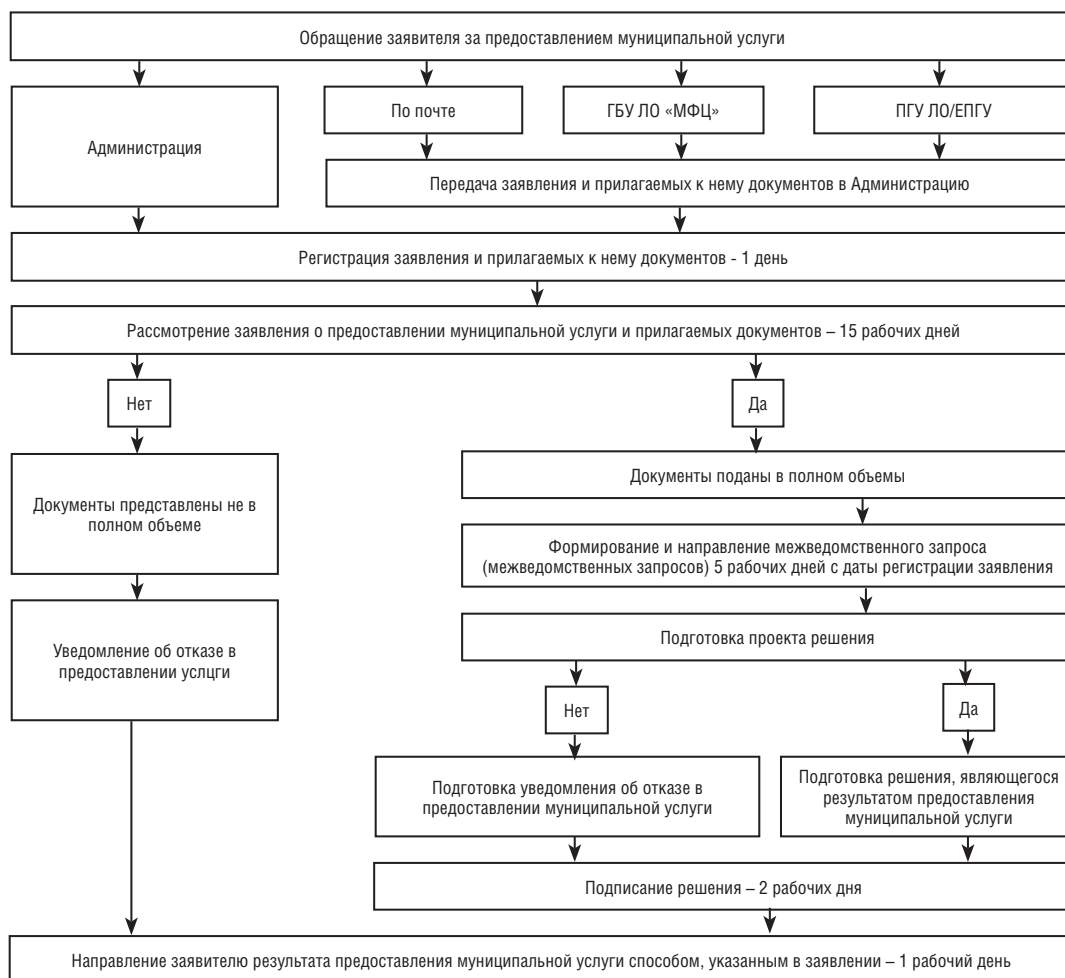 Обращение заявителя за предоставлением муниципальной услуги
Администрация
По почте
ГБУ ЛО «МФЦ»
ПГУ ЛО/ЕПГУ
Передача заявления и прилагаемых к нему документов в Администрацию
Регистрация заявления и прилагаемых к нему документов - 1 день
Рассмотрение заявления о предоставлении муниципальной услуги и прилагаемых документов – 15 рабочих дней
Нет
Да
Документы представлены не в
полном объеме
Документы поданы в полном объемы
Формирование и направление межведомственного запроса
(межведомственных запросов) 5 рабочих дней с даты регистрации заявления
Уведомление об отказе в
предоставлении услцги
Подготовка проекта решения
Нет
Да
Подготовка уведомления об отказе в
предоставлении муниципальной услуги
Подготовка решения, являющегося
результатом предоставления
муниципальной услуги
Подписание решения – 2 рабочих дня
Направление заявителю результата предоставления муниципальной услуги способом, указанным в заявлении – 1 рабочий день